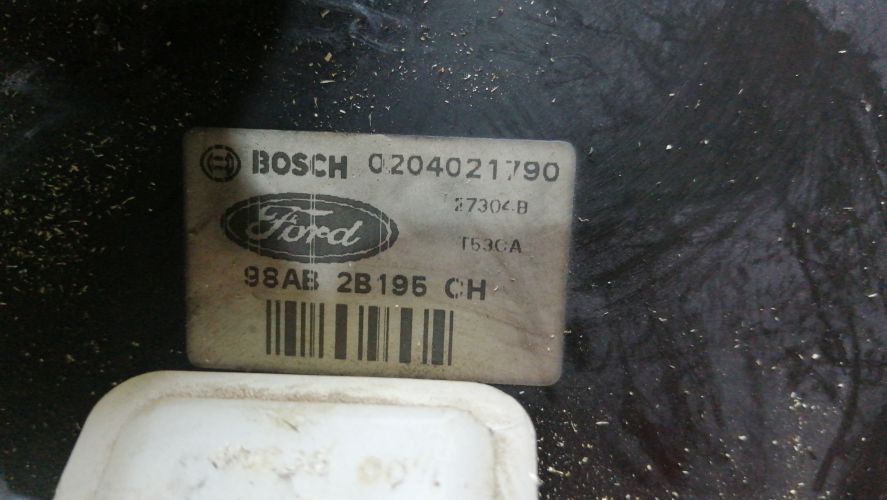 BOSCH 0204021790
27304B
Ford
T53CA
98AB 2B195 CH